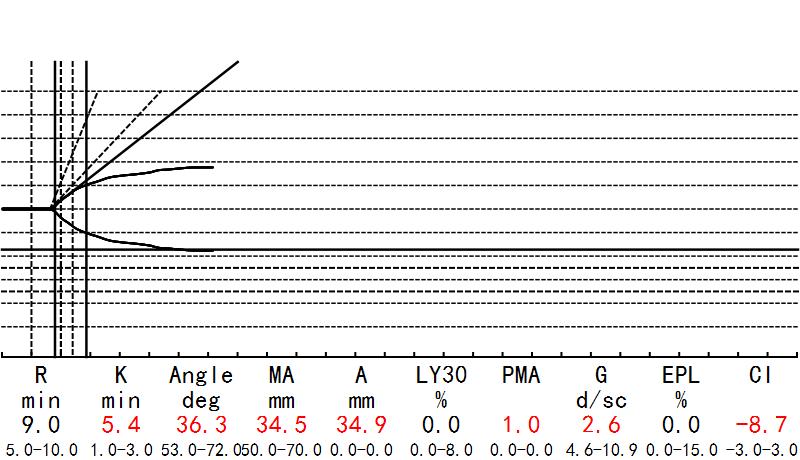 R K Angle MA A LY30 PMA G EPL CI
min min deg mm mm % d/sc %
9.0 5.4 36.3 34.5 34.9 0.0 1.0 2.6 0.0 -8.7
5.0-10.0 1.0-3.0 53.0-72.0 50.0-70.0 0.0-0.0 0.0-8.0 0.0-0.0 4.6-10.9 0.0-15.0 -3.0-3.0